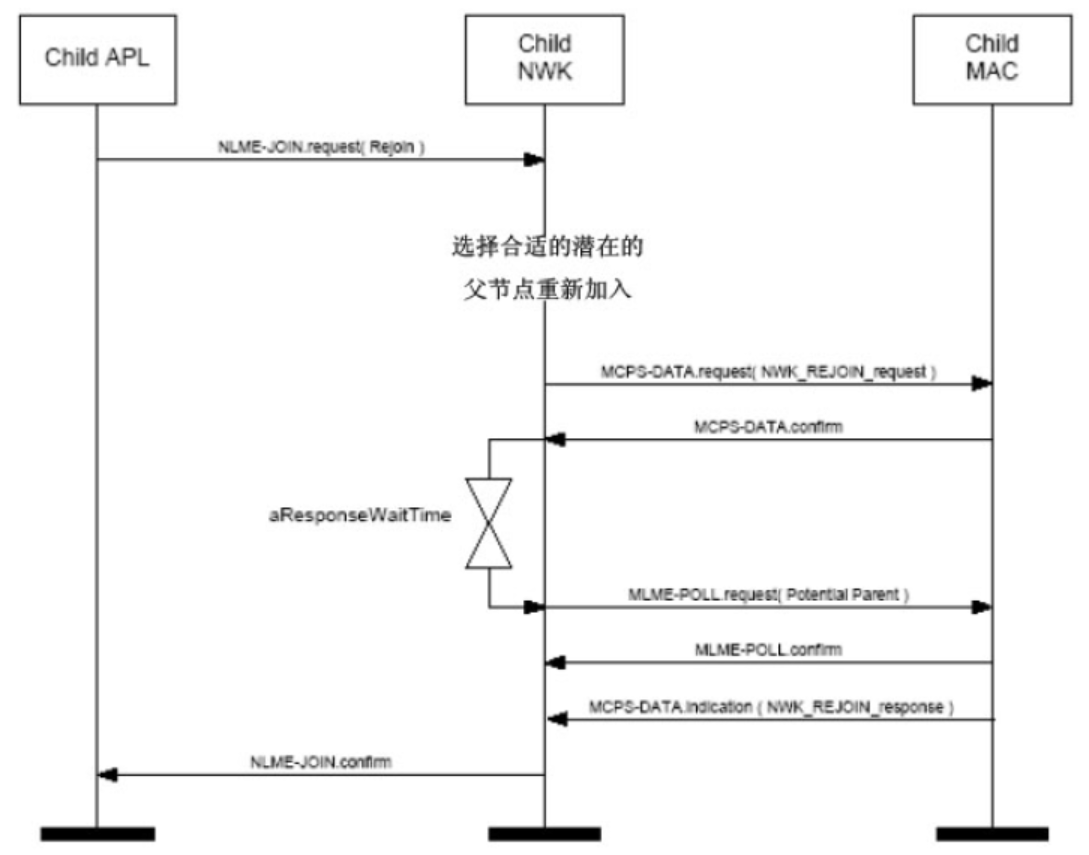 Child APL
Child
NWK
Child
MAC
NLME-JOIN.request( Rejoin )
选择合适的潜在的
父节点重新加入
MCPS-DATA.request( NWK_REJOIN_request )
MCPS-DATA.confirm
aResponseWaitTime
MLME-POLL.request( Potential Parent )
MLME-POLL.confirm
MCPS-DATA.indication ( NWK_REJOIN_response )
NLME-JOIN.confirm